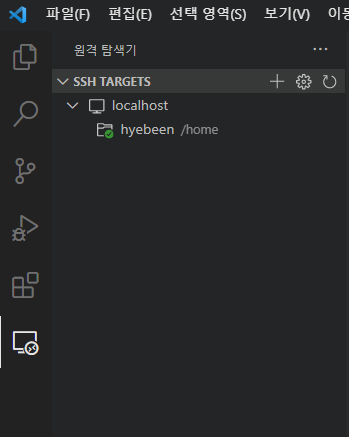 파일(F) 편집(E) 선택 영역(S) 보기(V) 이동
원격 탐색기
SSH TARGETS
localhost
hyebeen /home